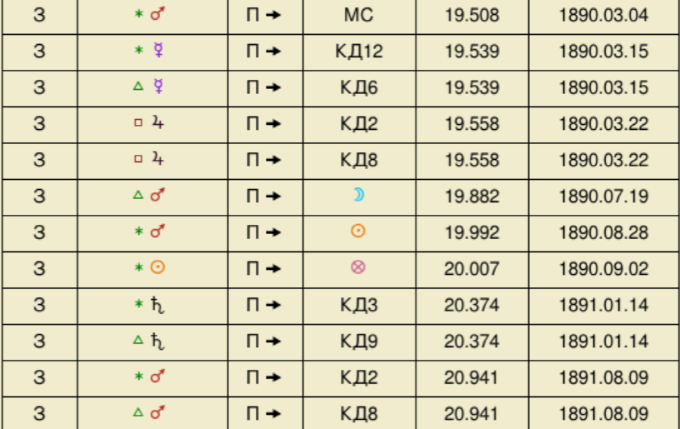 З ✶ ♂ П → МС 19.508 1890.03.04
З ✶ ☿ П → КД12 19.539 1890.03.15
З △ ☿ П → КД6 19.539 1890.03.15
З □ ♃ П → КД2 19.558 1890.03.22
З □ ♃ П → КД8 19.558 1890.03.22
З △ ♂ П → ☽ 19.882 1890.07.19
З ✶ ♂ П → ☉ 19.992 1890.08.28
З ✶ ☉ П → ⊗ 20.007 1890.09.02
З ✶ ♄ П → КД3 20.374 1891.01.14
З △ ♄ П → КД9 20.374 1891.01.14
З ✶ ♂ П → КД2 20.941 1891.08.09
З △ ♂ П → КД8 20.941 1891.08.09